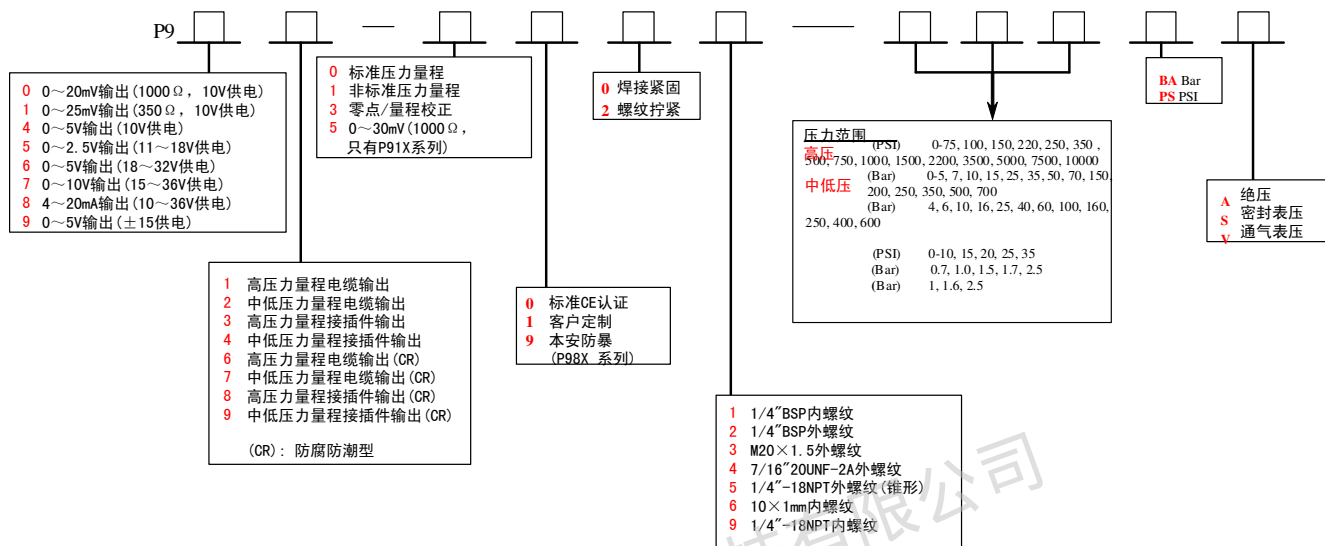 P9
0 0～20mV输出(1000Ω, 10V供电)
1 0～25mV输出(350Ω, 10V供电)
4 0～5V输出(10V供电)
5 0～2.5V输出(11～18V供电)
6 0～5V输出(18～32V供电)
7 0～10V输出(15～36V供电)
8 4～20mA输出(10～36V供电)
9 0～5V输出(±15供电)
1 高压力量程电缆输出
2 中低压力量程电缆输出
3 高压力量程接插件输出
4 中低压力量程接插件输出
6 高压力量程电缆输出(CR)
7 中低压力量程电缆输出(CR)
8 高压力量程接插件输出(CR)
9 中低压力量程接插件输出(CR)
(CR): 防腐防潮型
0 标准压力量程
1 非标准压力量程
3 零点/量程校正
5 0～30mV(1000Ω,
只有P91X系列)
0 标准CE认证
1 客户定制
9 本安防暴
(P98X 系列)
0 焊接紧固
2 螺纹拧紧
1 1/4"BSP内螺纹
2 1/4"BSP外螺纹
3 M20×1.5外螺纹
4 7/16"20UNF-2A外螺纹
5 1/4"-18NPT外螺纹(锥形)
6 10×1mm内螺纹
9 1/4"-18NPT内螺纹
压力范围
高压 (PSI) 0-75, 100, 150, 220, 250, 350 ,
500, 750, 1000, 1500, 2200, 3500, 5000, 7500, 10000
(Bar) 0-5, 7, 10, 15, 25, 35, 50, 70, 150,
中低压 200, 250, 350, 500, 700
(Bar) 4, 6, 10, 16, 25, 40, 60, 100, 160,
250, 400, 600
(PSI) 0-10, 15, 20, 25, 35
(Bar) 0.7, 1.0, 1.5, 1.7, 2.5
(Bar) 1, 1.6, 2.5
BA Bar
PS PSI
A 绝压
S 密封表压
V 通气表压
有限公司